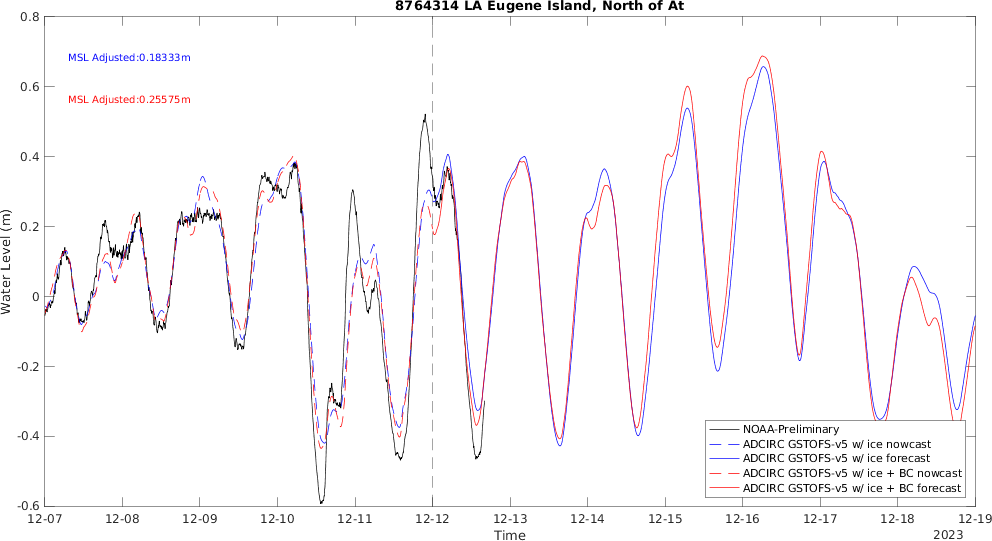 8764314 LA Eugene Island, North of At
MSL Adjusted:0.18333m
MSL Adjusted:0.25575m
Water Level (m)
0.8
0.6
0.4
0.2
0
-0.2
-0.4
-0.6
NOAA-Preliminary
ADCIRC GSTOFS-v5 w/ ice nowcast
ADCIRC GSTOFS-v5 w/ ice forecast
ADCIRC GSTOFS-v5 w/ ice + BC nowcast
ADCIRC GSTOFS-v5 w/ ice + BC forecast
12-07 12-08 12-09 12-10 12-11 12-12 12-13 12-14 12-15 12-16 12-17 12-18 12-19
Time
2023